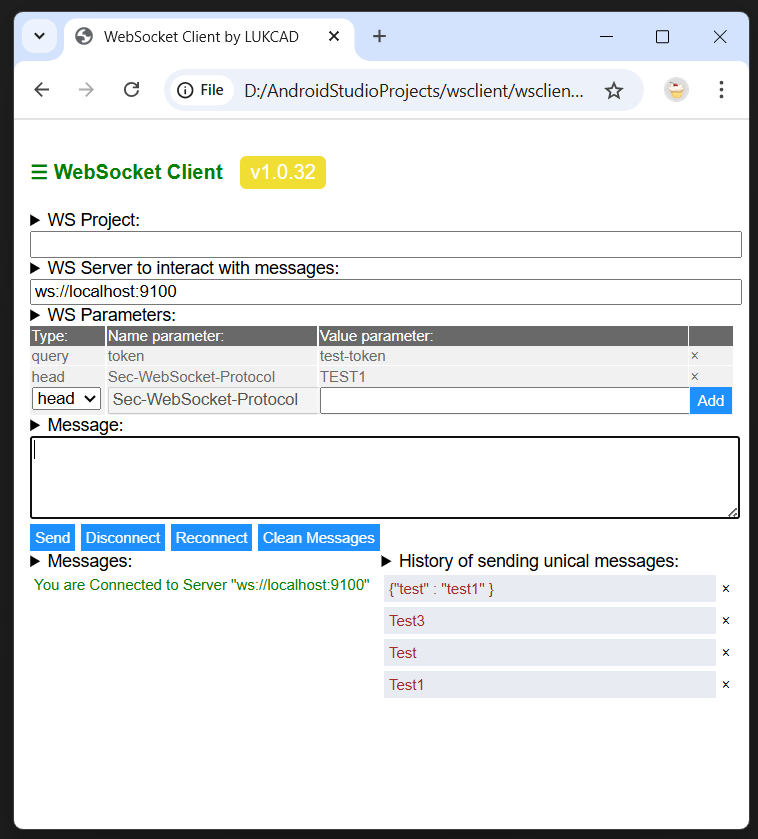 WebSocket Client by LUKCAD
File D:/AndroidStudioProjects/wsclient/wsclien...
☰ WebSocket Client v1.0.32
WS Project:
WS Server to interact with messages:
ws://localhost:9100
WS Parameters:
Type: Name parameter: Value parameter:
query token test-token ×
head Sec-WebSocket-Protocol TEST1 ×
head Sec-WebSocket-Protocol Add
Message:
Send Disconnect Reconnect Clean Messages
Messages:
You are Connected to Server "ws://localhost:9100"
History of sending unical messages:
{"test" : "test1" } ×
Test3 ×
Test ×
Test1 ×